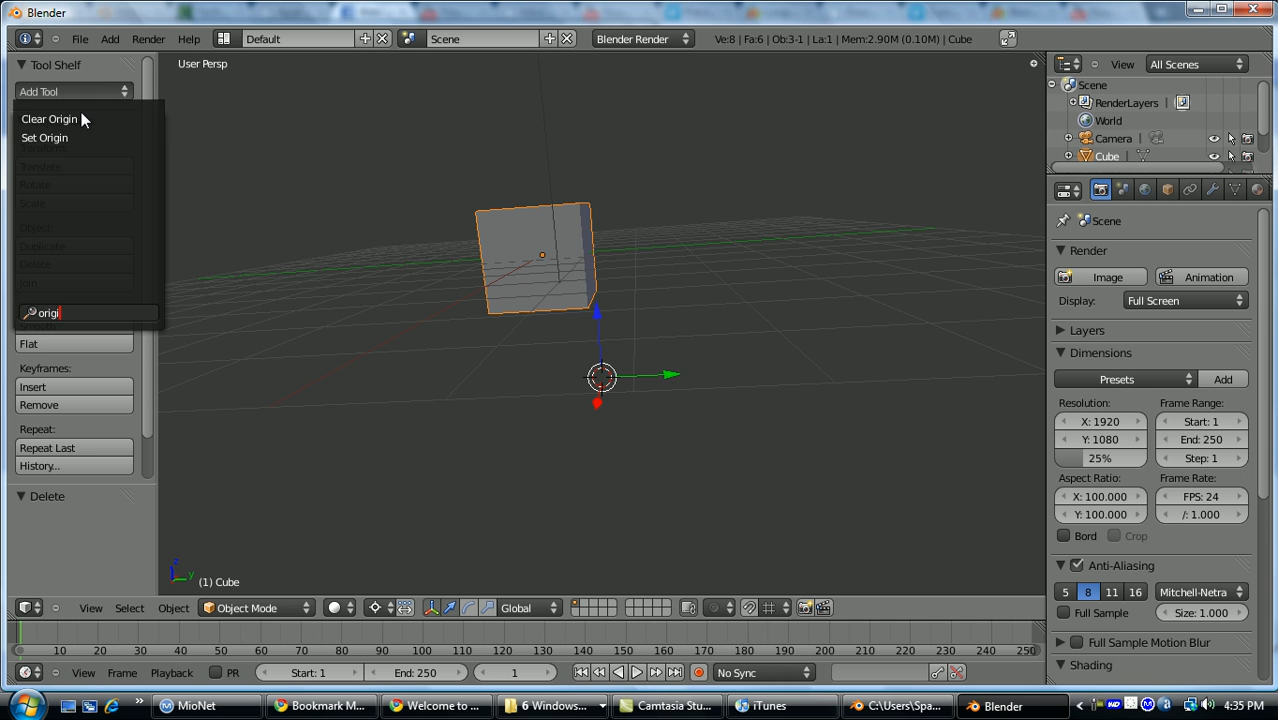 Blender
File Add Render Help Default Scene Blender Render Ve:8 | Fa:6 | Ob:3-1 | La:1 | Mem:2.90M (0.10M) | Cube
Tool Shelf
Add Tool
Clear Origin
Set Origin
Translate
Rotate
Scale
Object:
Duplicate
Delete
Join
origi
Flat
Keyframes:
Insert
Remove
Repeat:
Repeat Last
History...
Delete
User Persp
z
y
(1) Cube
View Select Object Object Mode Global
View All Scenes
Scene
RenderLayers
World
Camera
Cube
Scene
Render
Image Animation
Display: Full Screen
Layers
Dimensions
Presets Add
Resolution: Frame Range:
X: 1920 Start: 1
Y: 1080 End: 250
25% Step: 1
Aspect Ratio: Frame Rate:
X: 100.000 FPS: 24
Y: 100.000 /: 1.000
Bord Crop
Anti-Aliasing
5 8 11 16 Mitchell-Netra
Full Sample Size: 1.000
Full Sample Motion Blur
Shading
10 20 30 40 50 60 70 80 90 100 110 120 130 140 150 160 170 180 190 200 210 220 230 240 250
View Frame Playback PR Start: 1 End: 250 1 No Sync
MioNet Bookmark M... Welcome to ... 6 Windows... Camtasia Stu... iTunes C:\Users\Spa... Blender 4:35 PM